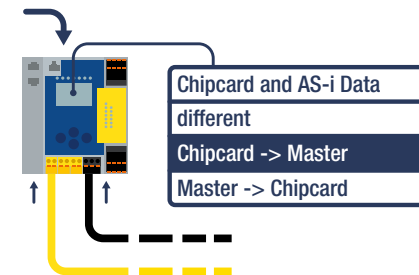 Chipcard and AS-i Data
different
Chipcard -> Master
Master -> Chipcard